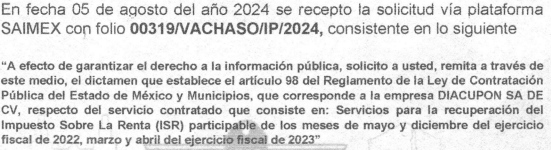 En fecha 05 de agosto del año 2024 se recepto la solicitud vía plataforma
SAIMEX con folio 00319/VACHASO/IP/2024, consistente en lo siguiente
"A efecto de garantizar el derecho a la información pública, solicito a usted, remita a través de
este medio, el dictamen que establece el artículo 98 del Reglamento de la Ley de Contratación
Pública del Estado de México y Municipios, que corresponde a la empresa DIACUPON SA DE
CV, respecto del servicio contratado que consiste en: Servicios para la recuperación del
Impuesto Sobre La Renta (ISR) participable de los meses de mayo y diciembre del ejercicio
fiscal de 2022, marzo y abril del ejercicio fiscal de 2023"